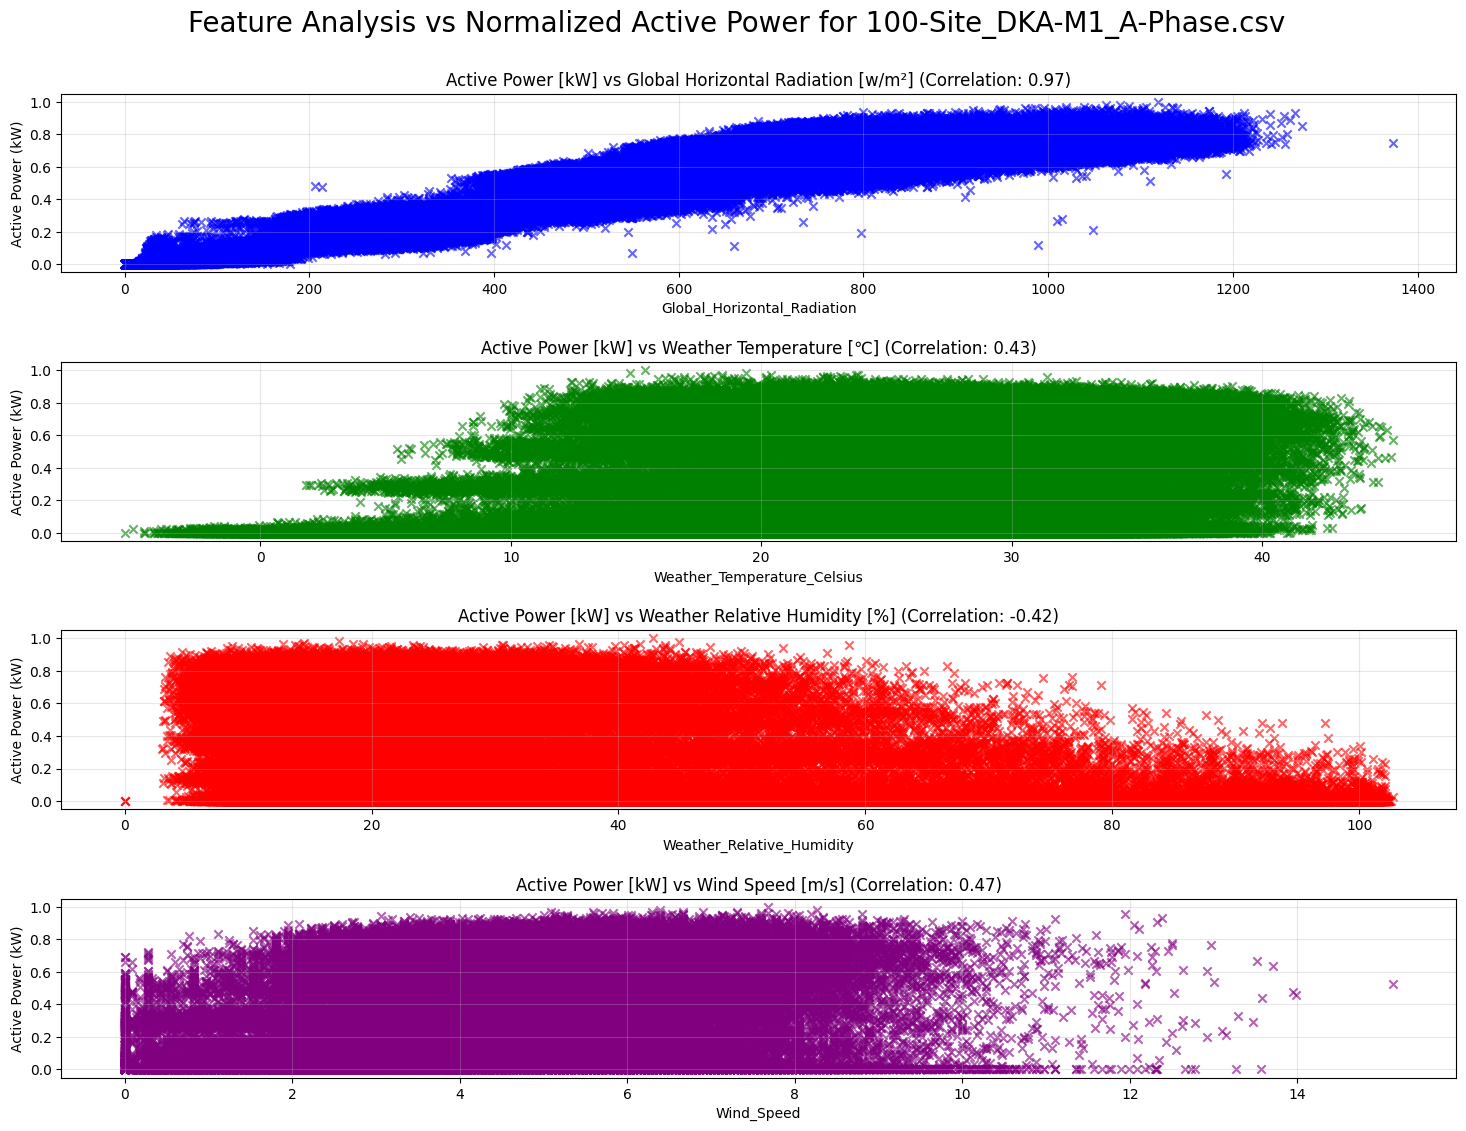 Feature Analysis vs Normalized Active Power for 100-Site_DKA-M1_A-Phase.csv
Active Power [kW] vs Global Horizontal Radiation [w/m²] (Correlation: 0.97)
Active Power (kW)
1.0
0.8
0.6
0.4
0.2
0.0
0 200 400 600 800 1000 1200 1400
Global_Horizontal_Radiation
Active Power [kW] vs Weather Temperature [℃] (Correlation: 0.43)
Active Power (kW)
1.0
0.8
0.6
0.4
0.2
0.0
0 10 20 30 40
Weather_Temperature_Celsius
Active Power [kW] vs Weather Relative Humidity [%] (Correlation: -0.42)
Active Power (kW)
1.0
0.8
0.6
0.4
0.2
0.0
0 20 40 60 80 100
Weather_Relative_Humidity
Active Power [kW] vs Wind Speed [m/s] (Correlation: 0.47)
Active Power (kW)
1.0
0.8
0.6
0.4
0.2
0.0
0 2 4 6 8 10 12 14
Wind_Speed